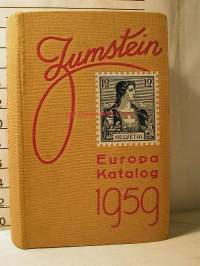 Zumstein
12 12
HELVETIA
Europa
Katalog
1959